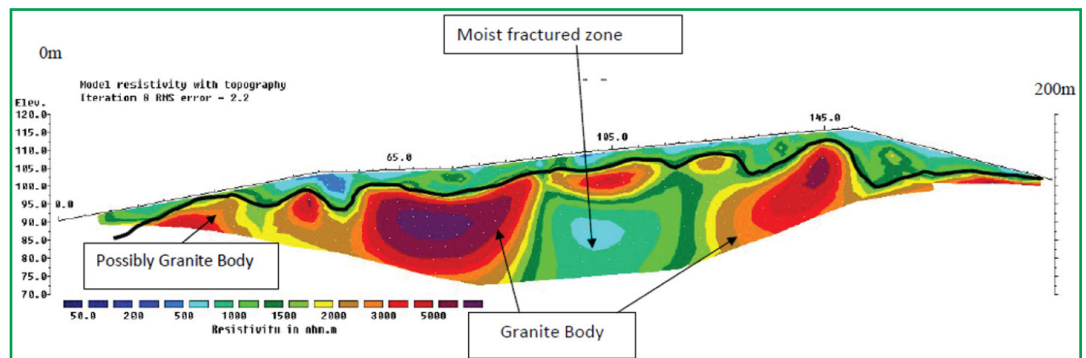 Moist fractured zone
0m
200m
Model resistivity with topography
Iteration 8 RMS error - 2.2
Elev.
120.0
115.0
110.0
105.0
100.0
95.0
90.0
85.0
80.0
75.0
70.0
0.0
65.0
105.0
145.0
Possibly Granite Body
50.0 200 500 1000 1500 2000 3000 5000
Resistivity in ohm.m
Granite Body